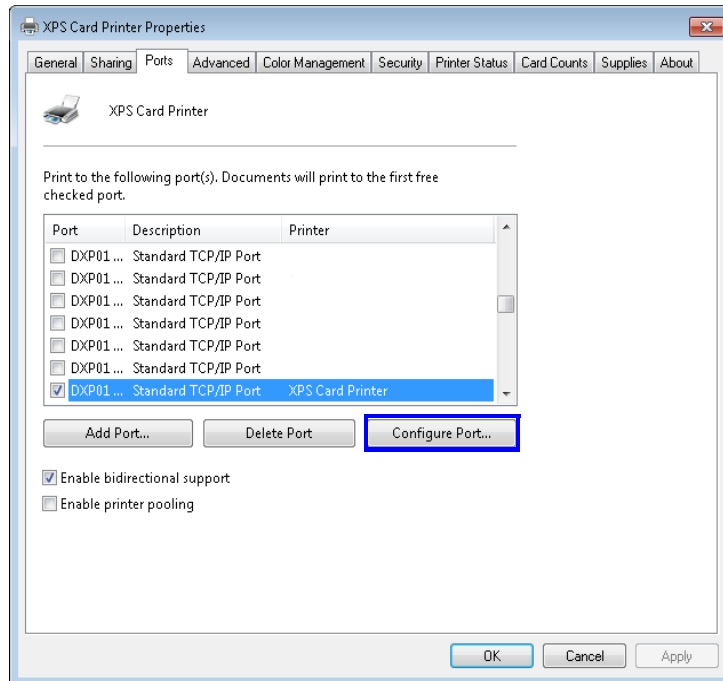 XPS Card Printer Properties
General Sharing Ports Advanced Color Management Security Printer Status Card Counts Supplies About
XPS Card Printer
Print to the following port(s). Documents will print to the first free
checked port.
Port Description Printer
DXP01 ... Standard TCP/IP Port
DXP01 ... Standard TCP/IP Port
DXP01 ... Standard TCP/IP Port
DXP01 ... Standard TCP/IP Port
DXP01 ... Standard TCP/IP Port
DXP01 ... Standard TCP/IP Port
DXP01 ... Standard TCP/IP Port XPS Card Printer
Add Port... Delete Port Configure Port...
Enable bidirectional support
Enable printer pooling
OK Cancel Apply